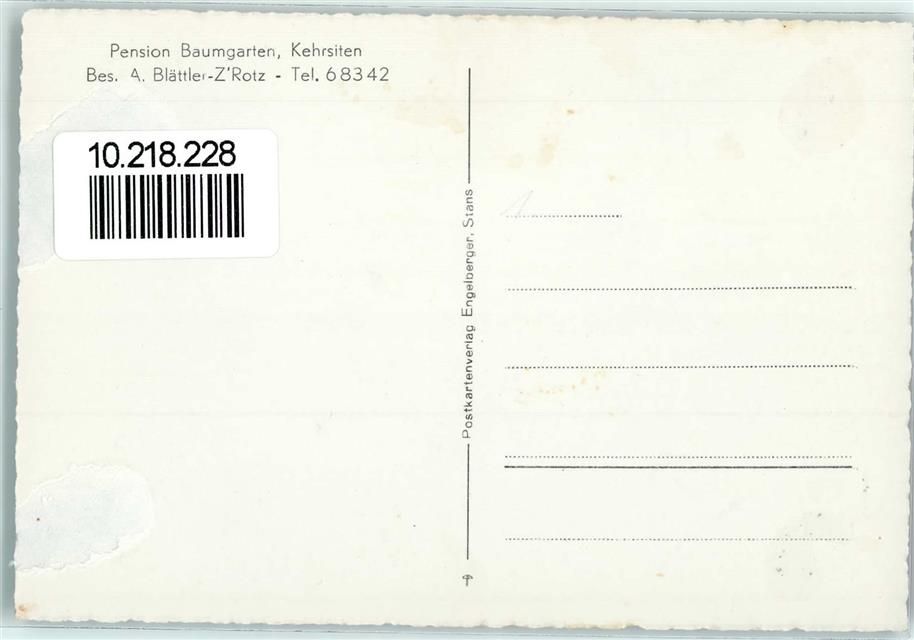 Pension Baumgarten, Kehrsiten
Bes. A. Blättler-Z'Rotz - Tel. 68342
10.218.228
Postkartenverlag Engelberger, Stans